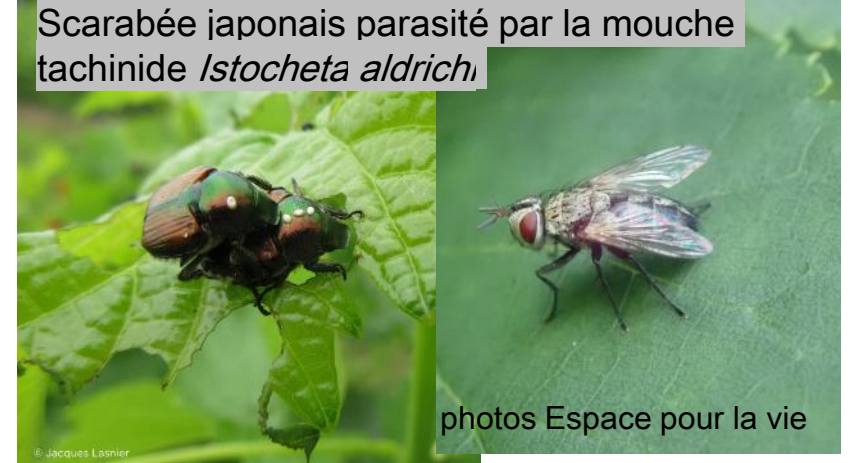 Scarabée japonais parasité par la mouche
tachinide Istocheta aldrichi
photos Espace pour la vie
© Jacques Lasnier